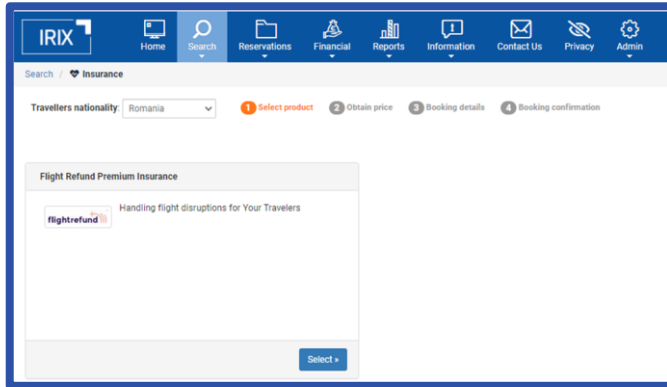 IRIX
Home
Search
Reservations
Financial
Reports
Information
Contact Us
Privacy
Admin
Search / Insurance
Travellers nationality: Romania
1 Select product
2 Obtain price
3 Booking details
4 Booking confirmation
Flight Refund Premium Insurance
flightrefund
Handling flight disruptions for Your Travelers
Select »